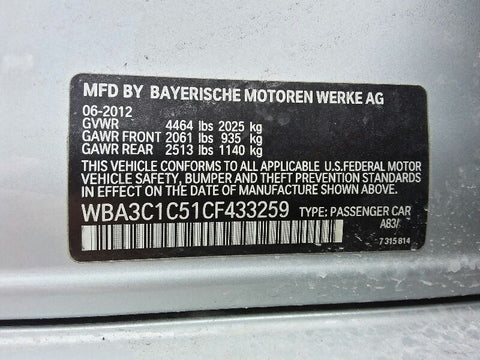 MFD BY BAYERISCHE MOTOREN WERKE AG
06-2012
GVWR 4464 lbs 2025 kg
GAWR FRONT 2061 lbs 935 kg
GAWR REAR 2513 lbs 1140 kg
THIS VEHICLE CONFORMS TO ALL APPLICABLE U.S.FEDERAL MOTOR
VEHICLE SAFETY, BUMPER AND THEFT PREVENTION STANDARDS
IN EFFECT ON THE DATE OF MANUFACTURE SHOWN ABOVE.
WBA3C1C51CF433259 TYPE: PASSENGER CAR
A83/
7 315 814